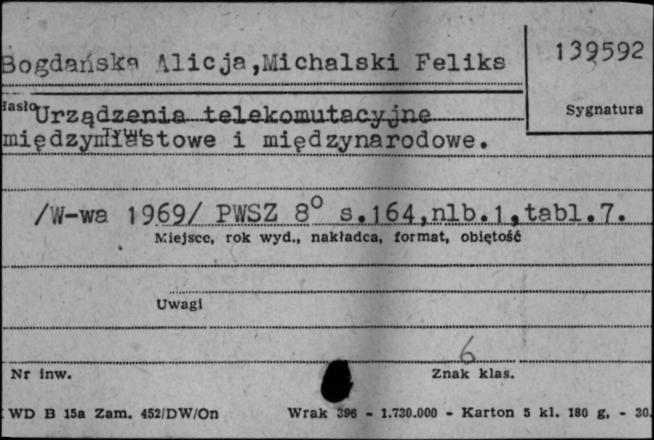 Bogdańska Alicja,Michalski Feliks
139592
Hasło
Urządzenia telekomutacyjne
Sygnatura
międzymiastowe i międzynarodowe.
/W-wa 1969/ PWSZ 8° s.164,nlb.1,tabl.7.
Miejsce, rok wyd., nakładca, format, objętość
Uwagi
6
Nr inw.
Znak klas.
WD B 15a Zam. 452/DW/On
Wrak 396 - 1.730.000 - Karton 5 kl. 180 g, - 30.